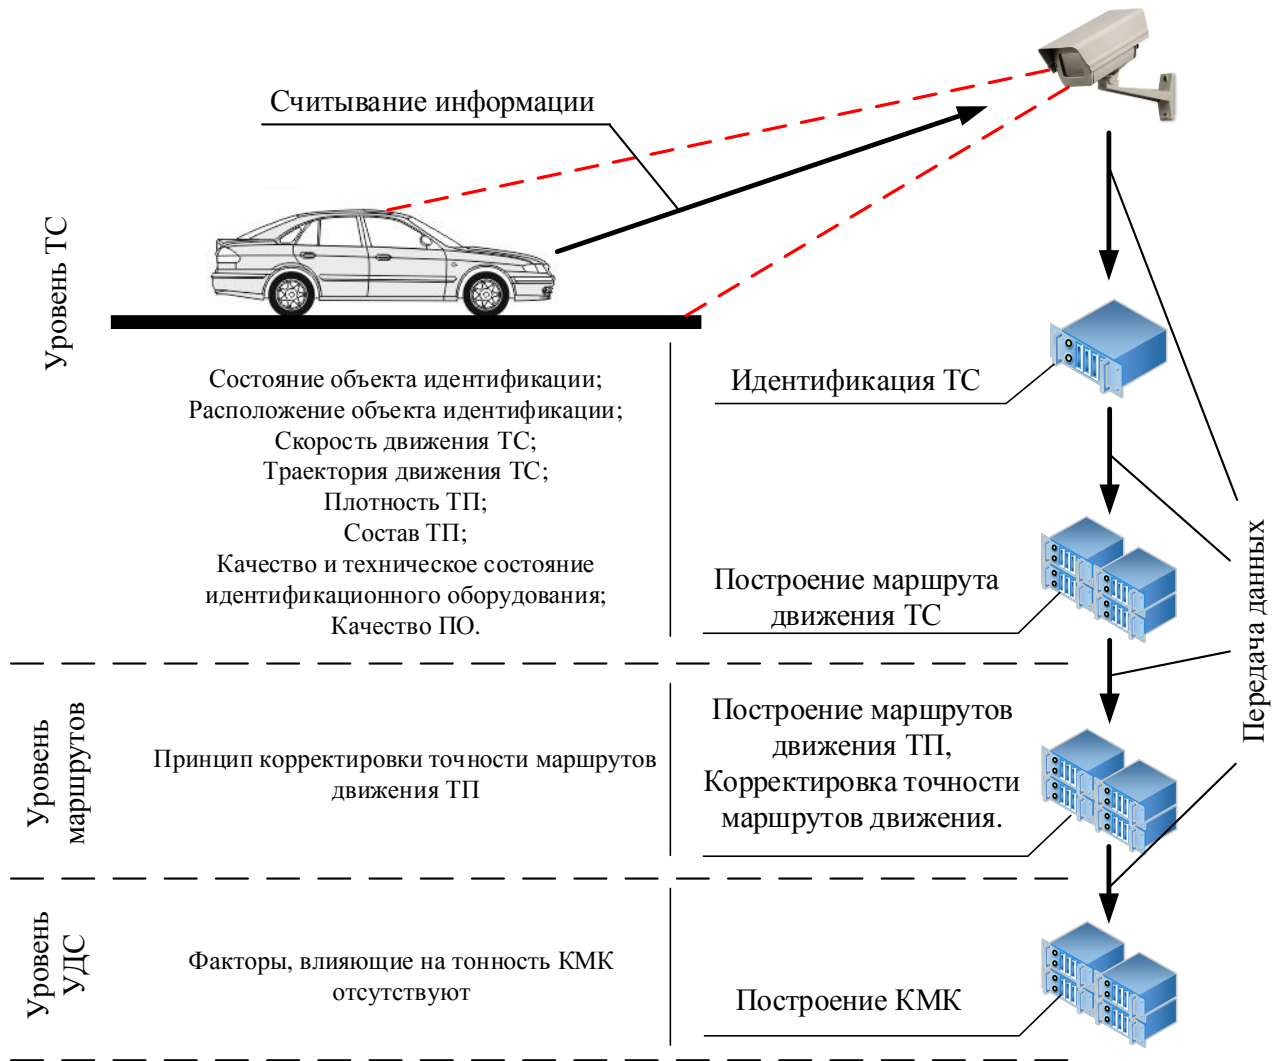 Считывание информации
Уровень ТС
Состояние объекта идентификации;
Расположение объекта идентификации;
Скорость движения ТС;
Траектория движения ТС;
Плотность ТП;
Состав ТП;
Качество и техническое состояние
идентификационного оборудования;
Качество ПО.
Идентификация ТС
Построение маршрута
движения ТС
Передача данных
Уровень
маршрутов
Принцип корректировки точности маршрутов
движения ТП
Построение маршрутов
движения ТП,
Корректировка точности
маршрутов движения.
Уровень
УДС
Факторы, влияющие на тонность КМК
отсутствуют
Построение КМК